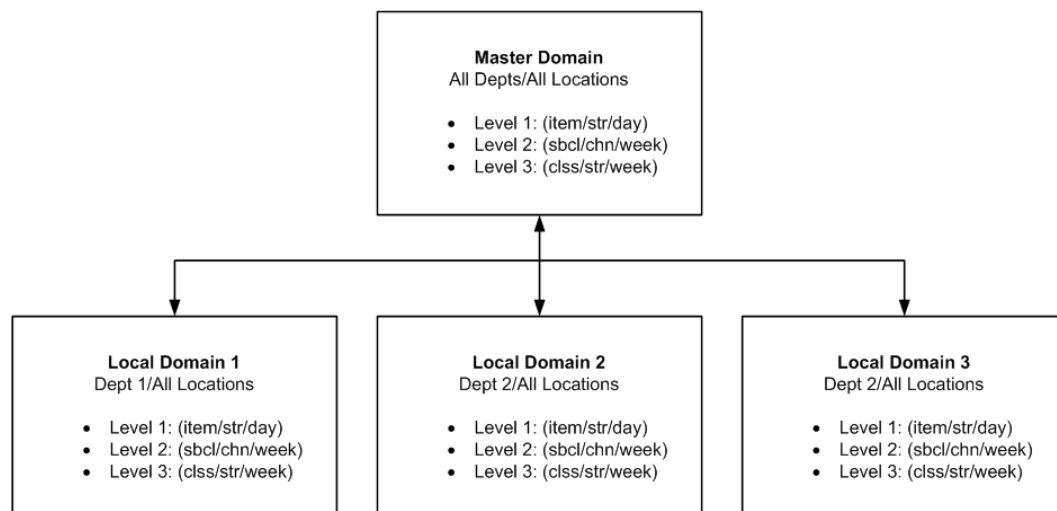 Master Domain
All Depts/All Locations
• Level 1: (item/str/day)
• Level 2: (sbcl/chn/week)
• Level 3: (clss/str/week)
Local Domain 1
Dept 1/All Locations
• Level 1: (item/str/day)
• Level 2: (sbcl/chn/week)
• Level 3: (clss/str/week)
Local Domain 2
Dept 2/All Locations
• Level 1: (item/str/day)
• Level 2: (sbcl/chn/week)
• Level 3: (clss/str/week)
Local Domain 3
Dept 2/All Locations
• Level 1: (item/str/day)
• Level 2: (sbcl/chn/week)
• Level 3: (clss/str/week)